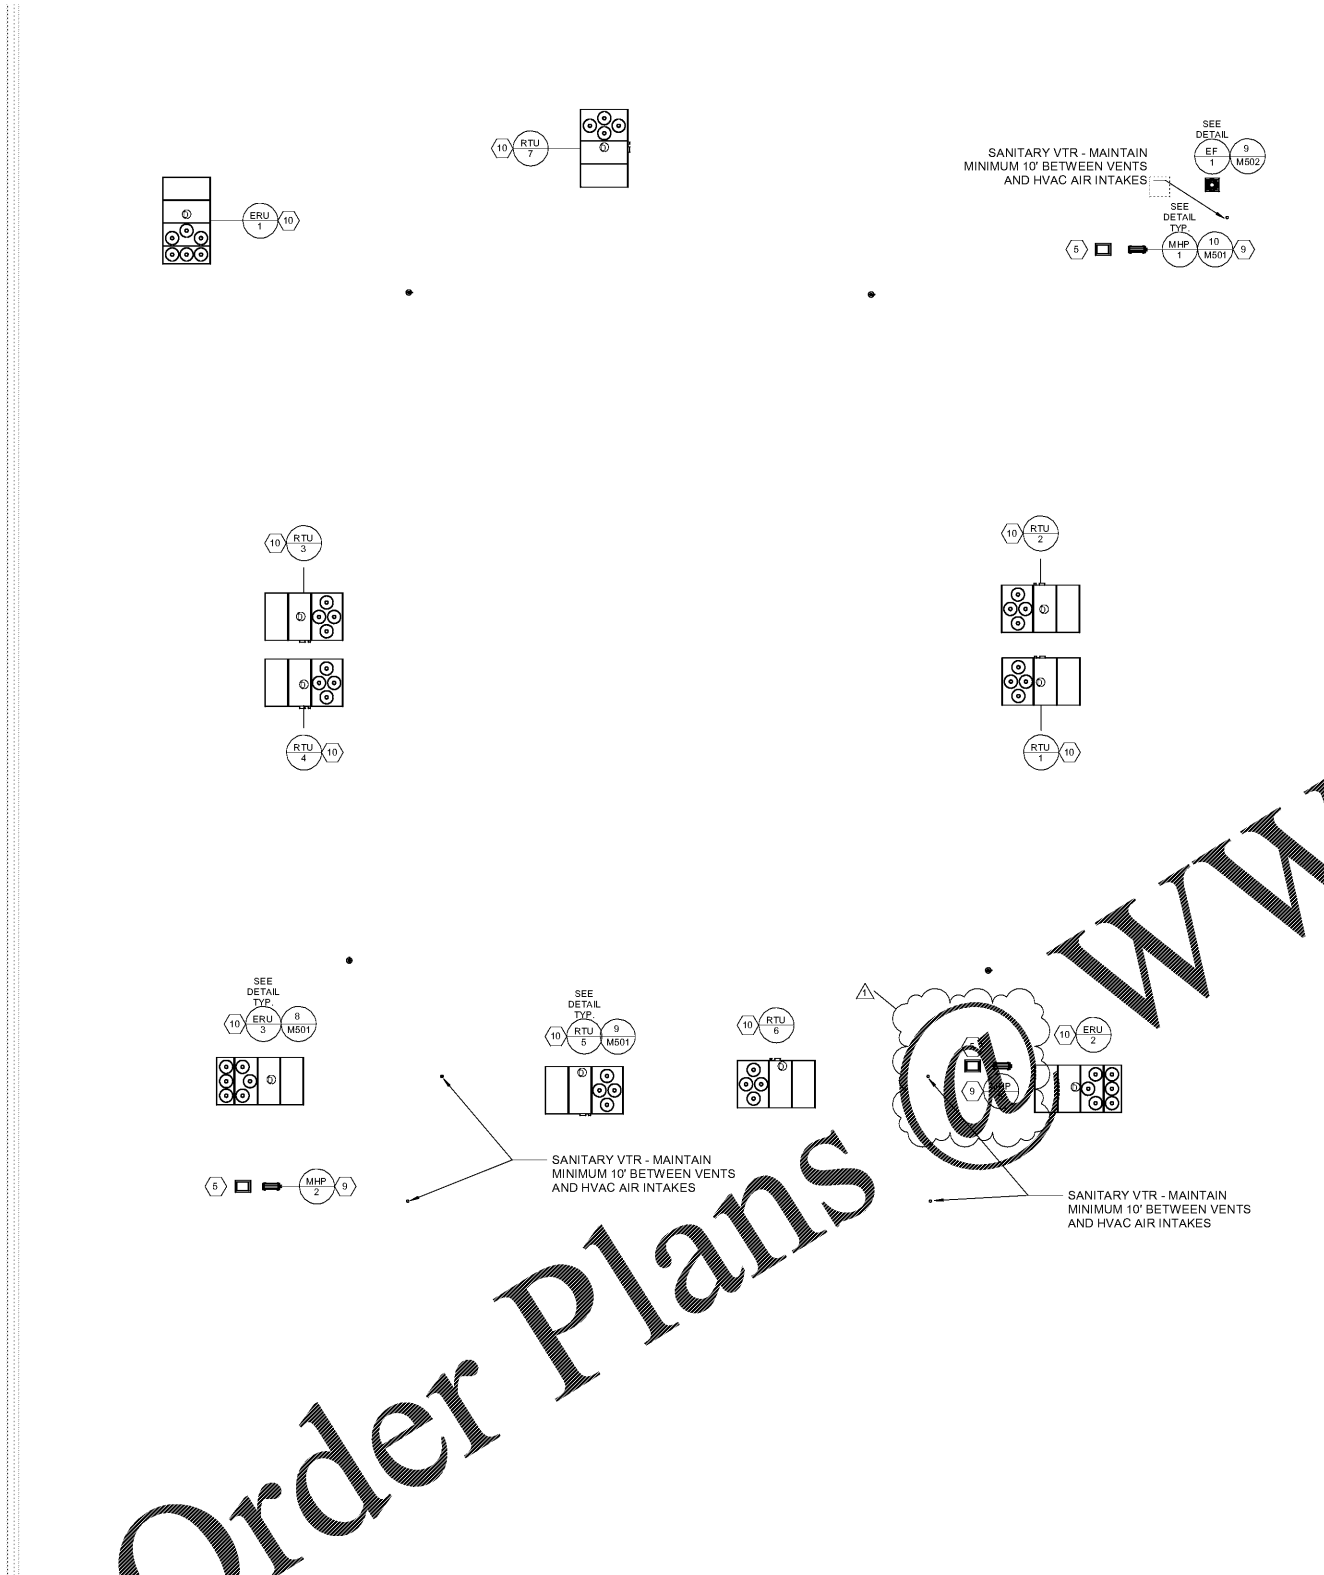 10
RTU
7
SEE
DETAIL
EF
1
9
M502
SANITARY VTR - MAINTAIN
MINIMUM 10' BETWEEN VENTS
AND HVAC AIR INTAKES
ERU
1
10
SEE
DETAIL
TYP.
5
MHP
1
10
M501
9
10
RTU
3
10
RTU
2
RTU
4
10
RTU
1
10
SEE
DETAIL
TYP.
10
ERU
3
8
M501
SEE
DETAIL
TYP.
10
RTU
5
9
M501
10
RTU
6
1
10
ERU
2
9
MHP
5
MHP
2
9
SANITARY VTR - MAINTAIN
MINIMUM 10' BETWEEN VENTS
AND HVAC AIR INTAKES
SANITARY VTR - MAINTAIN
MINIMUM 10' BETWEEN VENTS
AND HVAC AIR INTAKES
Order Plans @ WW